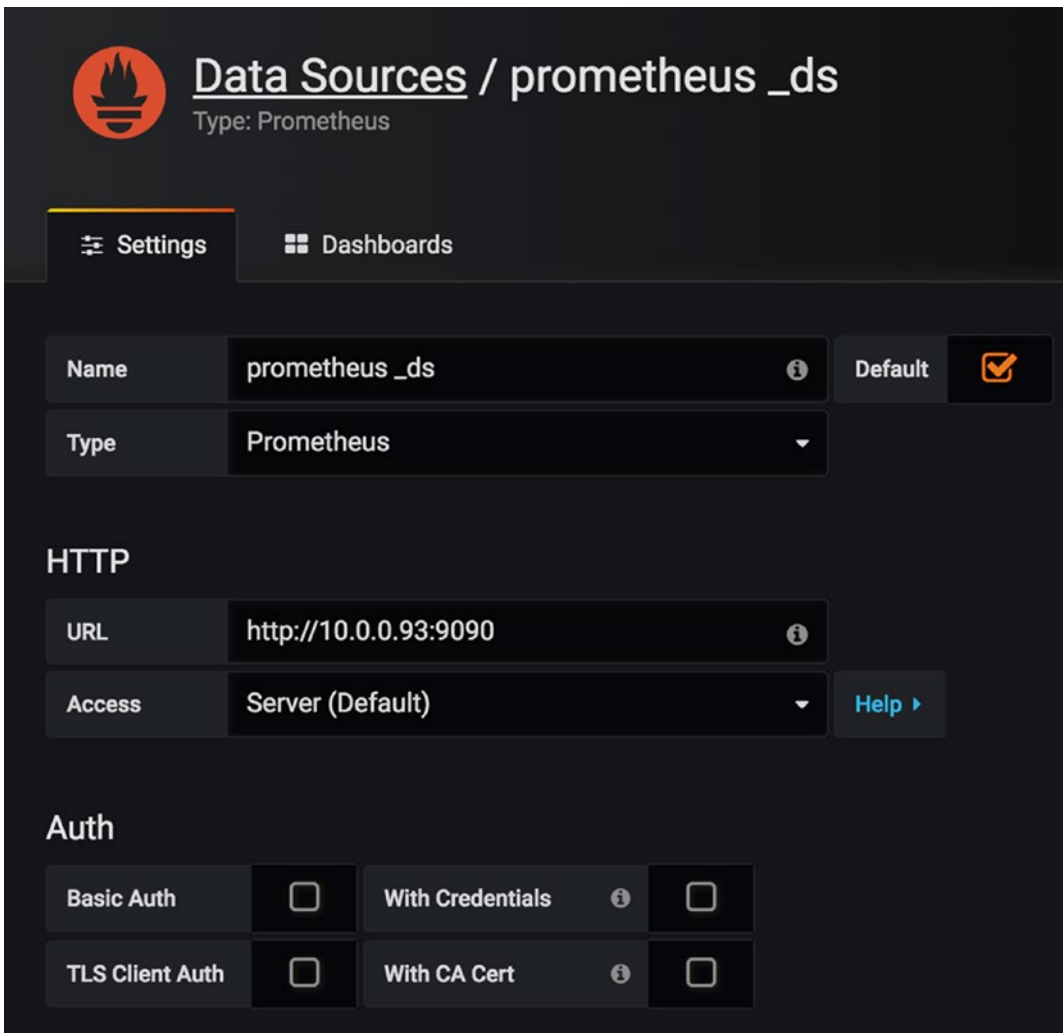 Data Sources / prometheus _ds
Type: Prometheus
Settings Dashboards
Name prometheus _ds Default
Type Prometheus
HTTP
URL http://10.0.0.93:9090
Access Server (Default) Help
Auth
Basic Auth With Credentials
TLS Client Auth With CA Cert